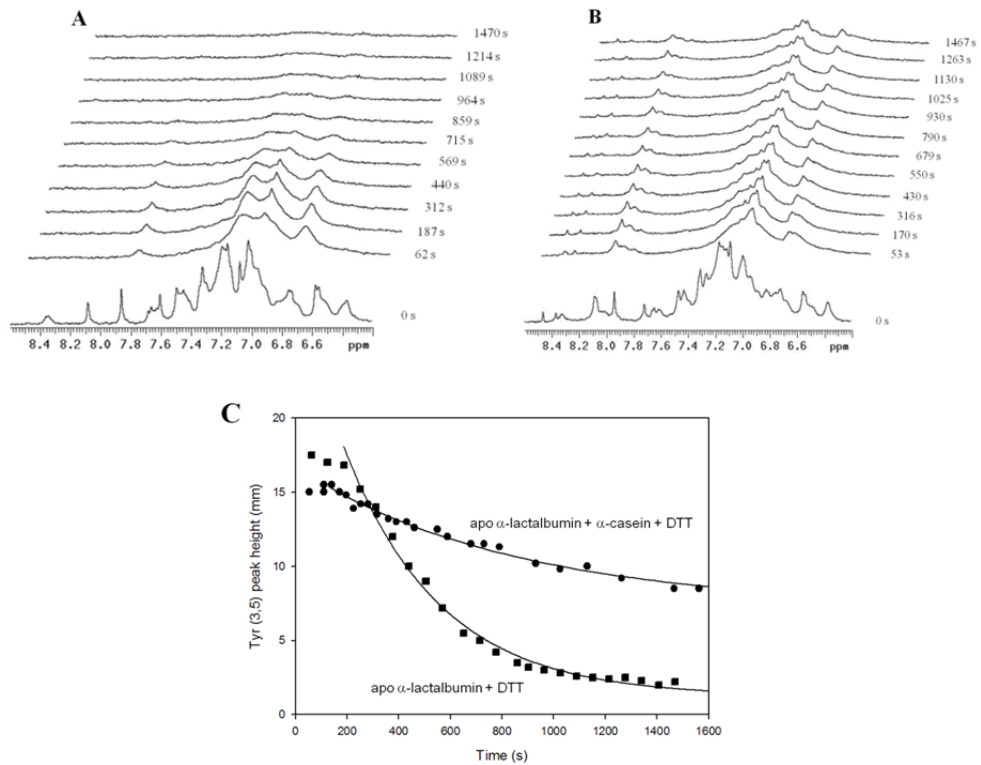 A
1470 s
1214 s
1089 s
964 s
859 s
715 s
569 s
440 s
312 s
187 s
62 s
0 s
8.4 8.2 8.0 7.8 7.6 7.4 7.2 7.0 6.8 6.6 ppm
B
1467 s
1263 s
1130 s
1025 s
930 s
790 s
679 s
550 s
430 s
316 s
170 s
53 s
0 s
8.4 8.2 8.0 7.8 7.6 7.4 7.2 7.0 6.8 6.6 ppm
C
Tyr (3,5) peak height (mm)
20
15
10
5
0
apo α-lactalbumin + α-casein + DTT
apo α-lactalbumin + DTT
0 200 400 600 800 1000 1200 1400 1600
Time (s)